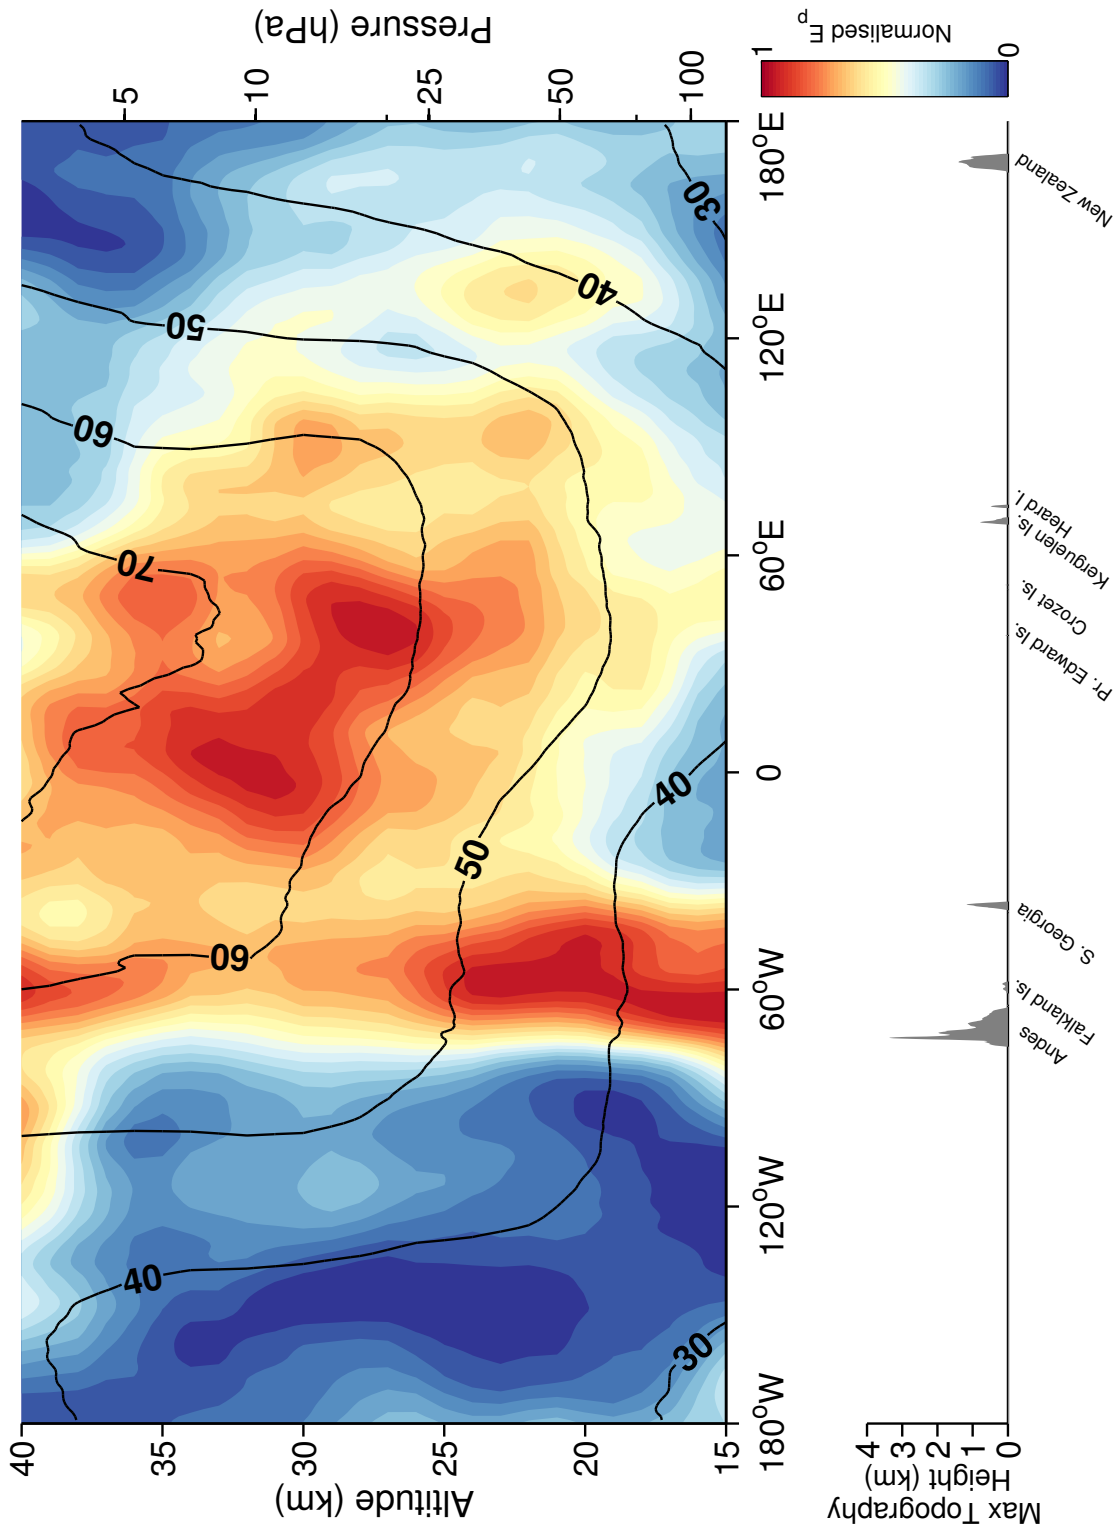 Altitude (km)
40
35
30
25
20
15
Pressure (hPa)
5
10
25
50
100
70
60
60
50
50
40
40
40
30
30
180°W
120°W
60°W
0
60°E
120°E
180°E
1
0
Normalised Ep
Max Topography
Height (km)
4
3
2
1
0
Andes
Falkland Is.
S. Georgia
Pr. Edward Is.
Crozet Is.
Kerguelen Is.
Heard I.
New Zealand